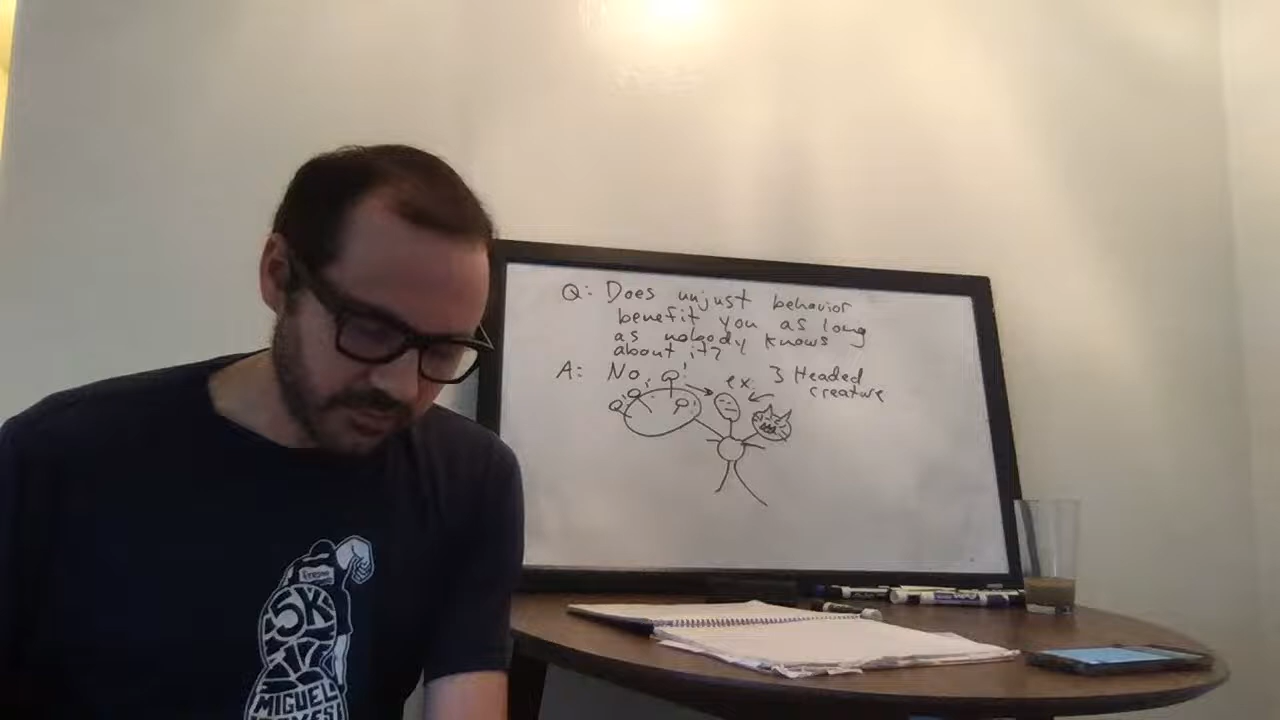 Q: Does unjust behavior
benefit you as long
as nobody knows
about it?
A: No, ex. 3 Headed
creature
Fresno
5K
MIGUEL